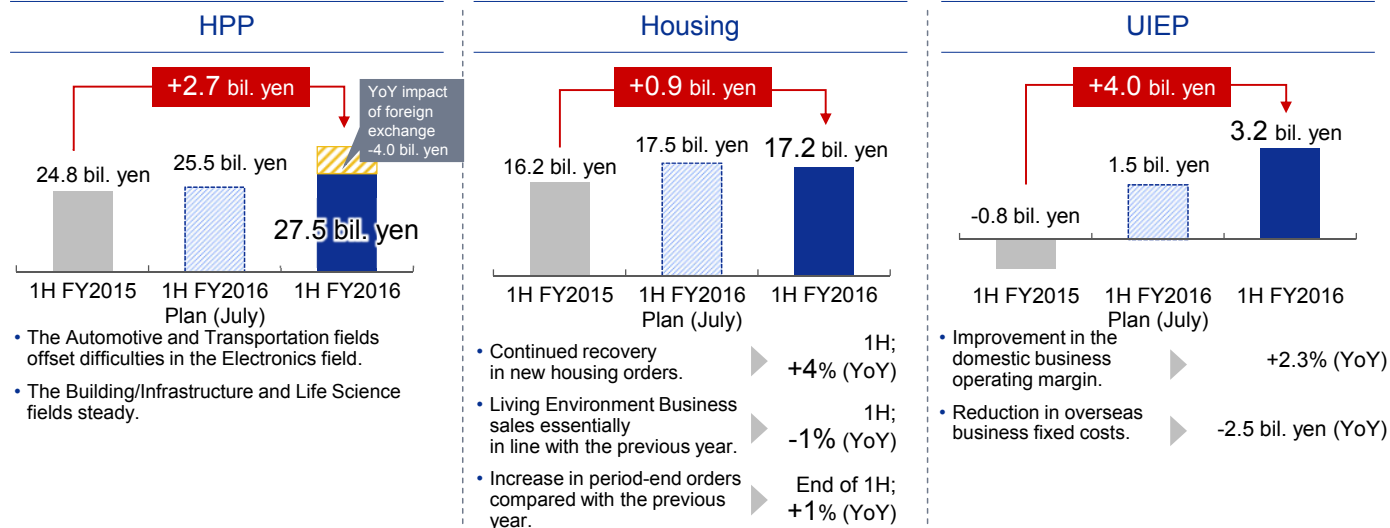 HPP
+2.7 bil. yen
YoY impact
of foreign
exchange
-4.0 bil. yen
24.8 bil. yen
25.5 bil. yen
27.5 bil. yen
1H FY2015
1H FY2016
Plan (July)
1H FY2016
• The Automotive and Transportation fields
offset difficulties in the Electronics field.
• The Building/Infrastructure and Life Science
fields steady.
Housing
+0.9 bil. yen
16.2 bil. yen
17.5 bil. yen
17.2 bil. yen
1H FY2015
1H FY2016
Plan (July)
1H FY2016
• Continued recovery
in new housing orders.
1H;
+4% (YoY)
• Living Environment Business
sales essentially
in line with the previous year.
1H;
-1% (YoY)
• Increase in period-end orders
compared with the previous
year.
End of 1H;
+1% (YoY)
UIEP
+4.0 bil. yen
-0.8 bil. yen
1.5 bil. yen
3.2 bil. yen
1H FY2015
1H FY2016
Plan (July)
1H FY2016
• Improvement in the
domestic business
operating margin.
+2.3% (YoY)
• Reduction in overseas
business fixed costs.
-2.5 bil. yen (YoY)